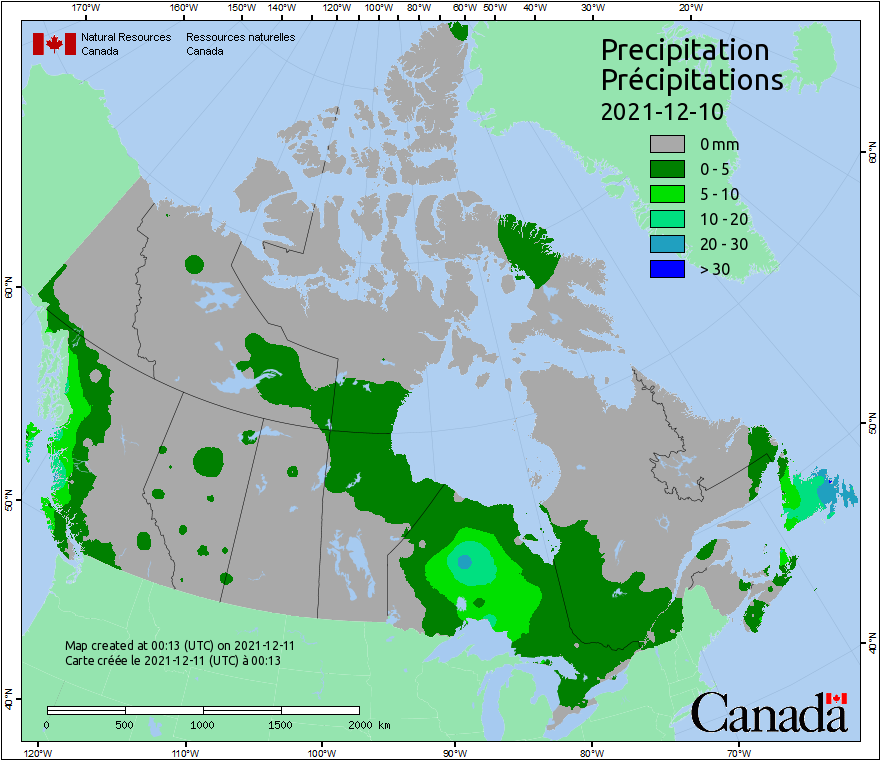 170°W 160°W 150°W 140°W 130°W 120°W 110°W 100°W 90°W 80°W 60°W 50°W 40°W 30°W 20°W
Natural Resources Ressources naturelles
Canada Canada
Precipitation
Précipitations
2021-12-10
0 mm
0 - 5
5 - 10
10 - 20
20 - 30
> 30
60°N
60°N
50°N
50°N
40°N
40°N
Map created at 00:13 (UTC) on 2021-12-11
Carte créée le 2021-12-11 (UTC) à 00:13
0 500 1000 1500 2000 km
Canada
120°W 110°W 100°W 90°W 80°W 70°W